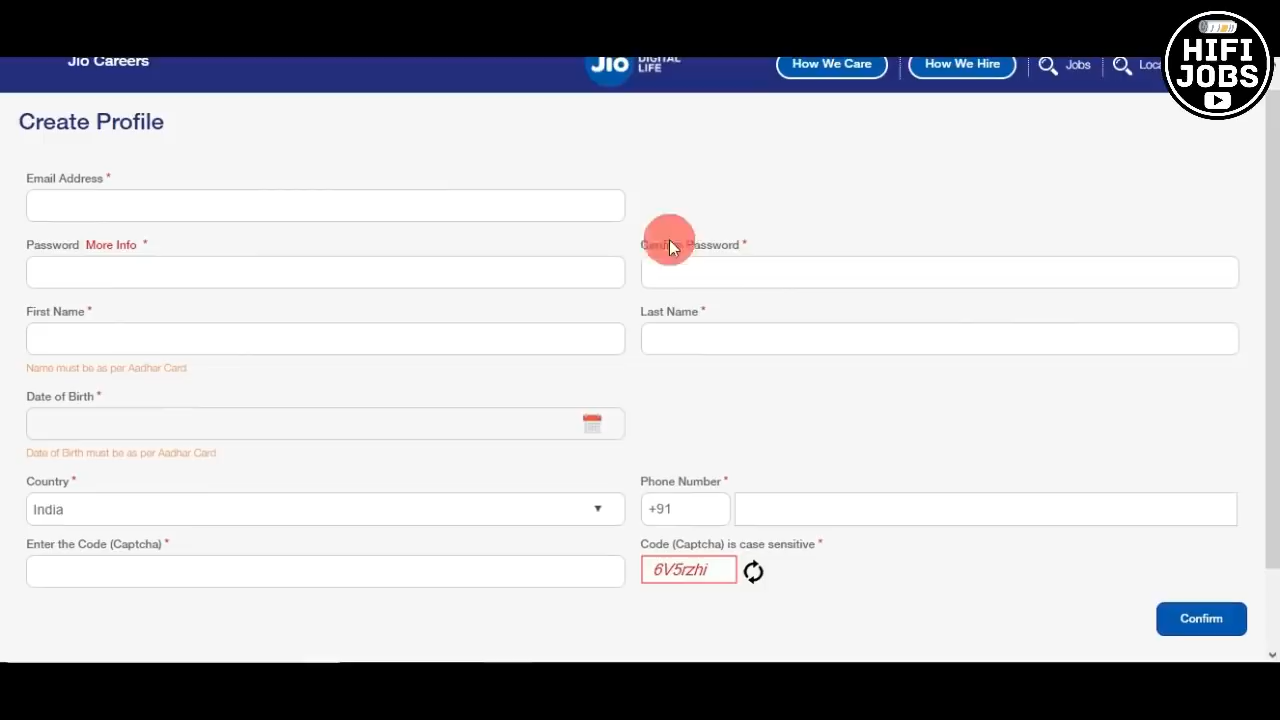 Jio Careers
Jio
DIGITAL
LIFE
How We Care
How We Hire
Jobs
HIFI
JOBS
Create Profile
Email Address *
Password More Info *
Password *
First Name *
Last Name *
Name must be as per Aadhar Card
Date of Birth *
Date of Birth must be as per Aadhar Card
Country *
Phone Number *
India
+91
Enter the Code (Captcha) *
Code (Captcha) is case sensitive *
6V5rzhi
Confirm